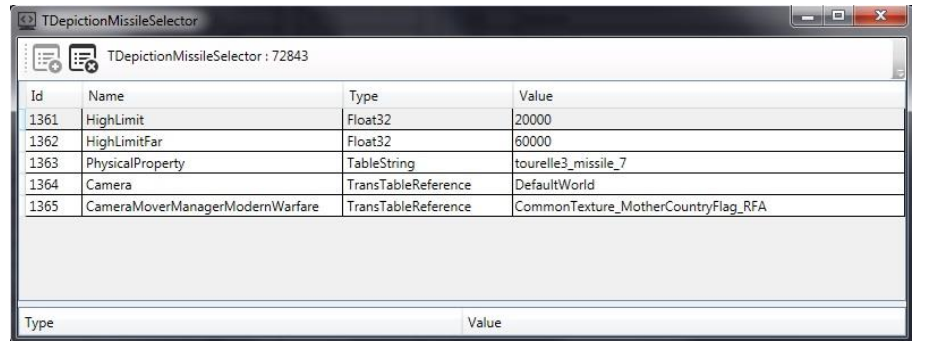 TDepictionMissileSelector
TDepictionMissileSelector : 72843
Id Name Type Value
1361 HighLimit Float32 20000
1362 HighLimitFar Float32 60000
1363 PhysicalProperty TableString tourelle3_missile_7
1364 Camera TransTableReference DefaultWorld
1365 CameraMoverManagerModernWarfare TransTableReference CommonTexture_MotherCountryFlag_RFA
Type Value